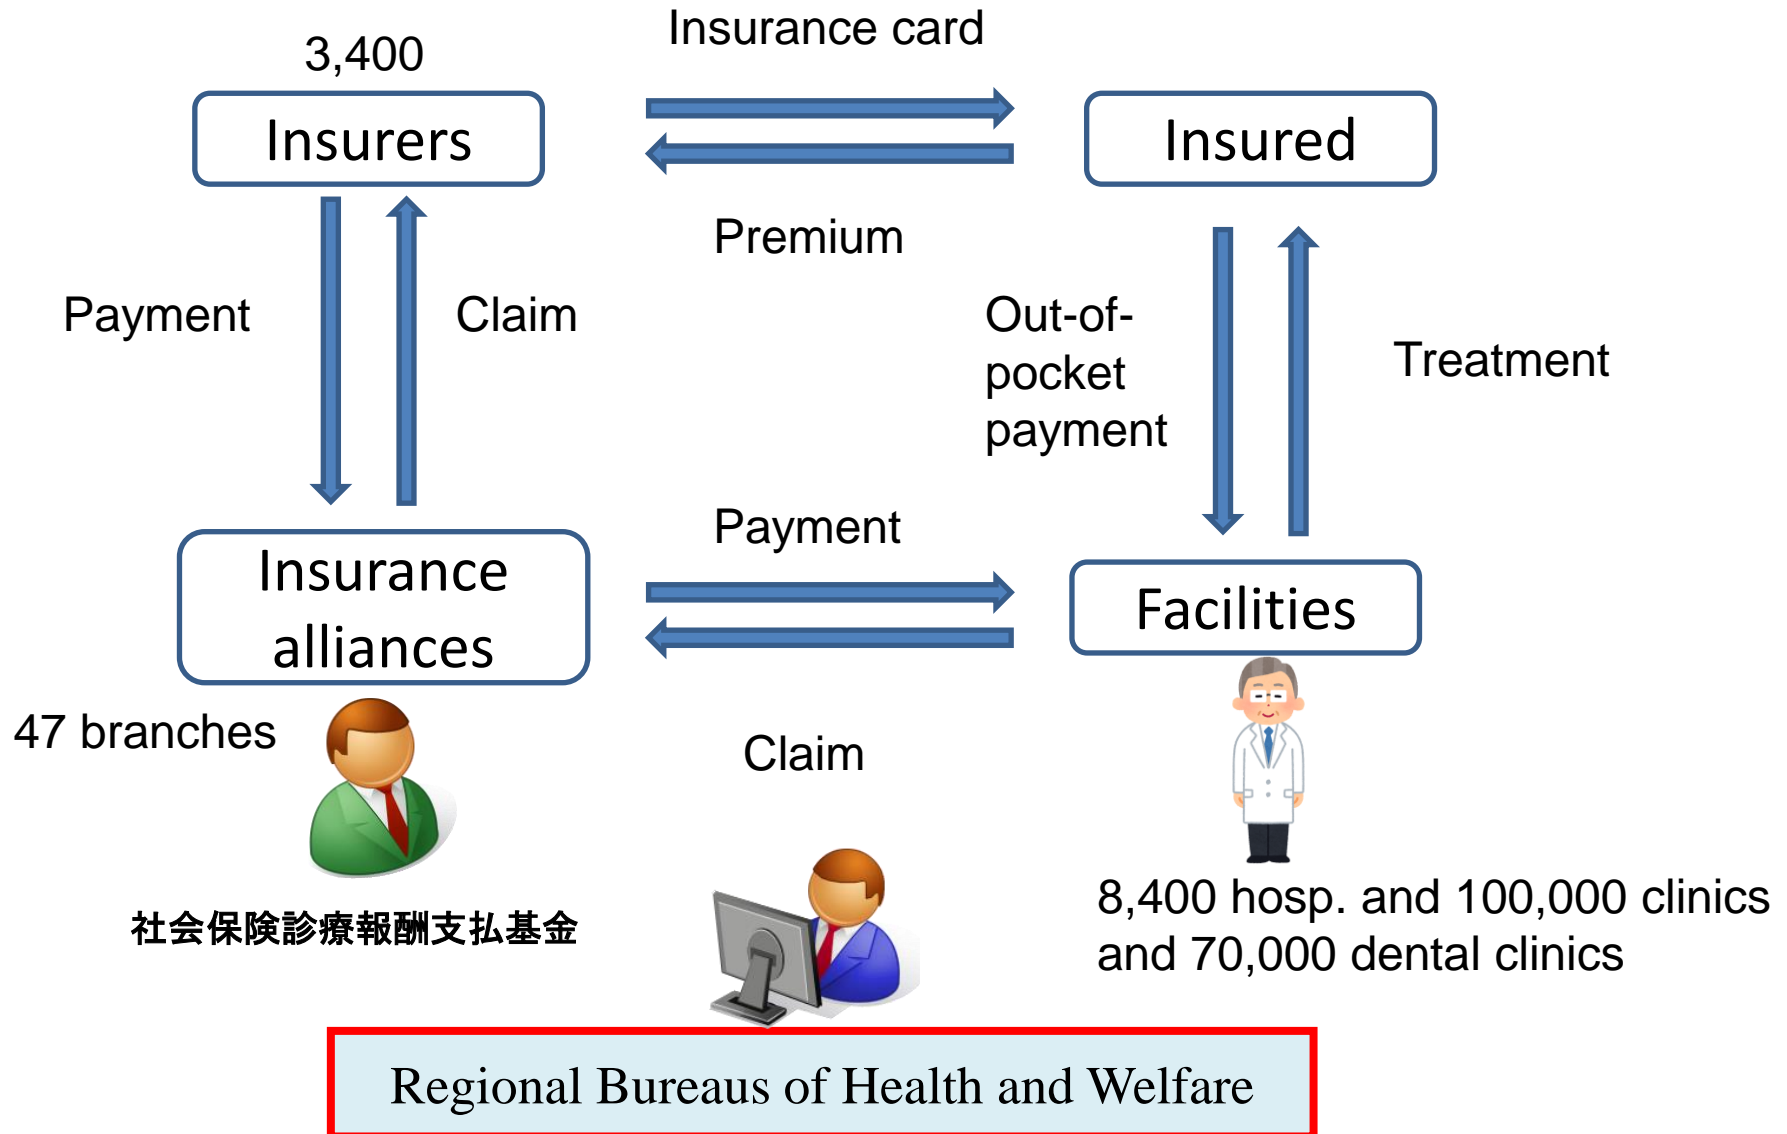 Insurance card
3,400
Insurers
Insured
Premium
Payment
Claim
Out-of-
pocket
payment
Treatment
Payment
Insurance
alliances
Facilities
47 branches
Claim
社会保険診療報酬支払基金
8,400 hosp. and 100,000 clinics
and 70,000 dental clinics
Regional Bureaus of Health and Welfare